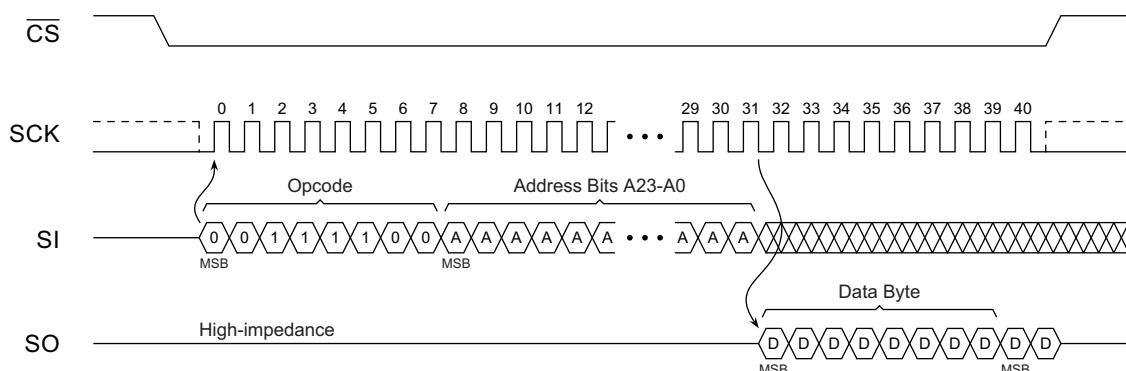 CS
0 1 2 3 4 5 6 7 8 9 10 11 12 29 30 31 32 33 34 35 36 37 38 39 40
SCK
Opcode Address Bits A23-A0
SI 0 0 1 1 1 1 0 0 A A A A A A • • • A A A
MSB MSB
Data Byte
High-impedance
SO D D D D D D D D D D
MSB MSB